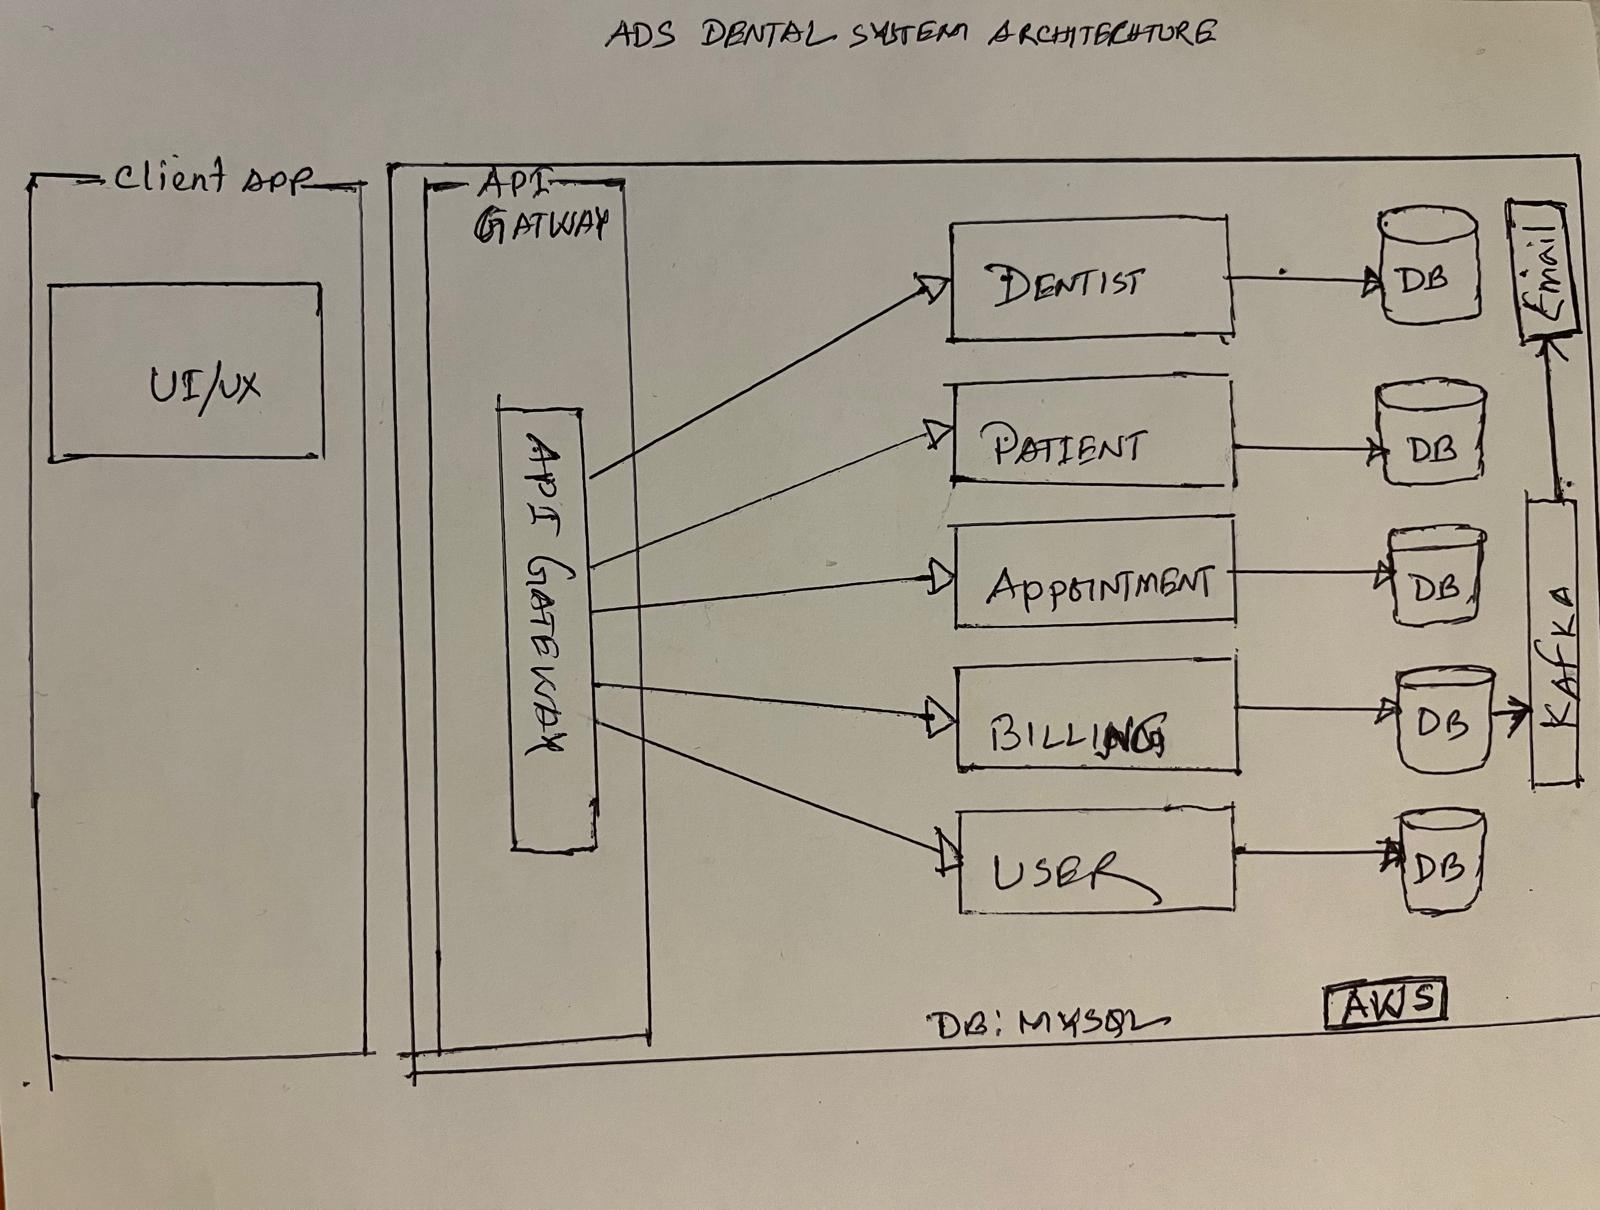 ADS DENTAL SYSTEM ARCHITECHTURE
Client APP
UI/UX
API
GATWAY
API GATEWAY
DENTIST
DB
PATIENT
DB
APPOINTMENT
DB
BILLING
DB
USER
DB
Email
KAFKA
DB: MYSQL
AWS